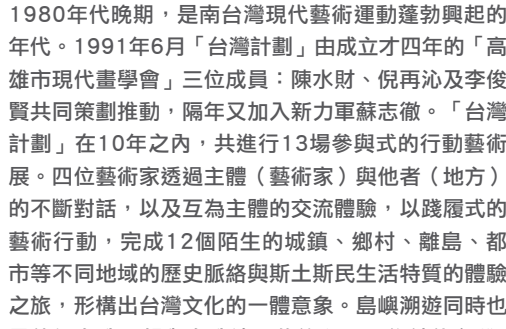 1980年代晚期，是南台灣現代藝術運動蓬勃興起的
年代。1991年6月「台灣計劃」由成立才四年的「高
雄市現代畫學會」三位成員：陳水財、倪再沁及李俊
賢共同策劃推動，隔年又加入新力軍蘇志徹。「台灣
計劃」在10年之內，共進行13場參與式的行動藝術
展。四位藝術家透過主體（藝術家）與他者（地方）
的不斷對話，以及互為主體的交流體驗，以踐履式的
藝術行動，完成12個陌生的城鎮、鄉村、離島、都
市等不同地域的歷史脈絡與斯土斯民生活特質的體驗
之旅，形構出台灣文化的一體意象。島嶼溯遊同時也